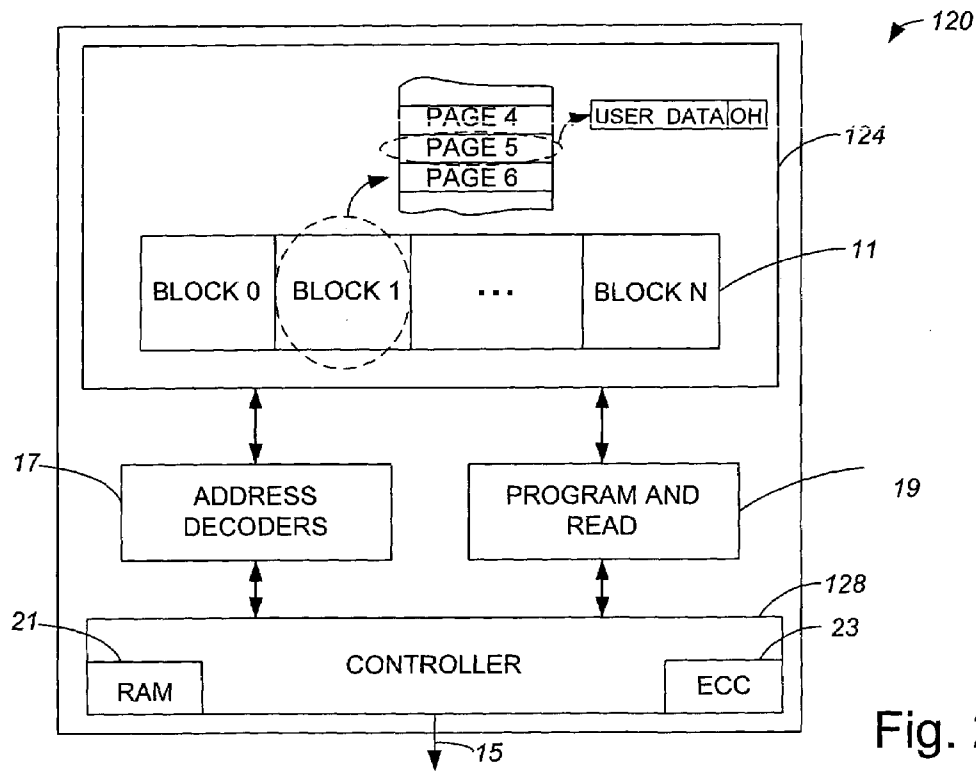 120
PAGE 4
USER DATA OH
PAGE 5
124
PAGE 6
11
BLOCK 0
BLOCK 1
...
BLOCK N
17
ADDRESS
DECODERS
PROGRAM AND
READ
19
128
21
23
CONTROLLER
RAM
ECC
15
Fig.